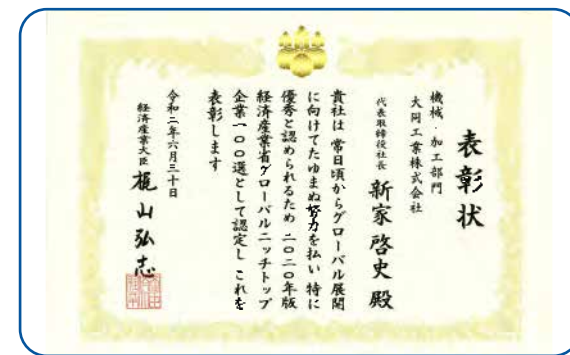 表彰状
機械・加工部門
大同工業株式会社
代表取締役社長 新家啓史殿
貴社は常日頃からグローバル展開
に向けてたゆまぬ努力を払い 特に
優秀と認められるため 二〇二〇年版
経済産業省グローバルニッチトップ
企業一〇〇選として認定し これを
表彰します
令和二年六月三十日
経済産業大臣 梶山弘志